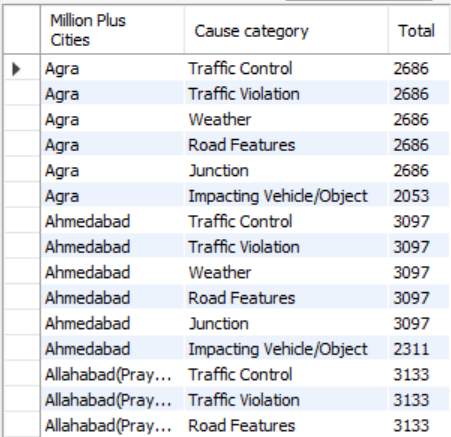 Million Plus Cities Cause category Total
Agra Traffic Control 2686
Agra Traffic Violation 2686
Agra Weather 2686
Agra Road Features 2686
Agra Junction 2686
Agra Impacting Vehicle/Object 2053
Ahmedabad Traffic Control 3097
Ahmedabad Traffic Violation 3097
Ahmedabad Weather 3097
Ahmedabad Road Features 3097
Ahmedabad Junction 3097
Ahmedabad Impacting Vehicle/Object 2311
Allahabad(Pray... Traffic Control 3133
Allahabad(Pray... Traffic Violation 3133
Allahabad(Pray... Road Features 3133